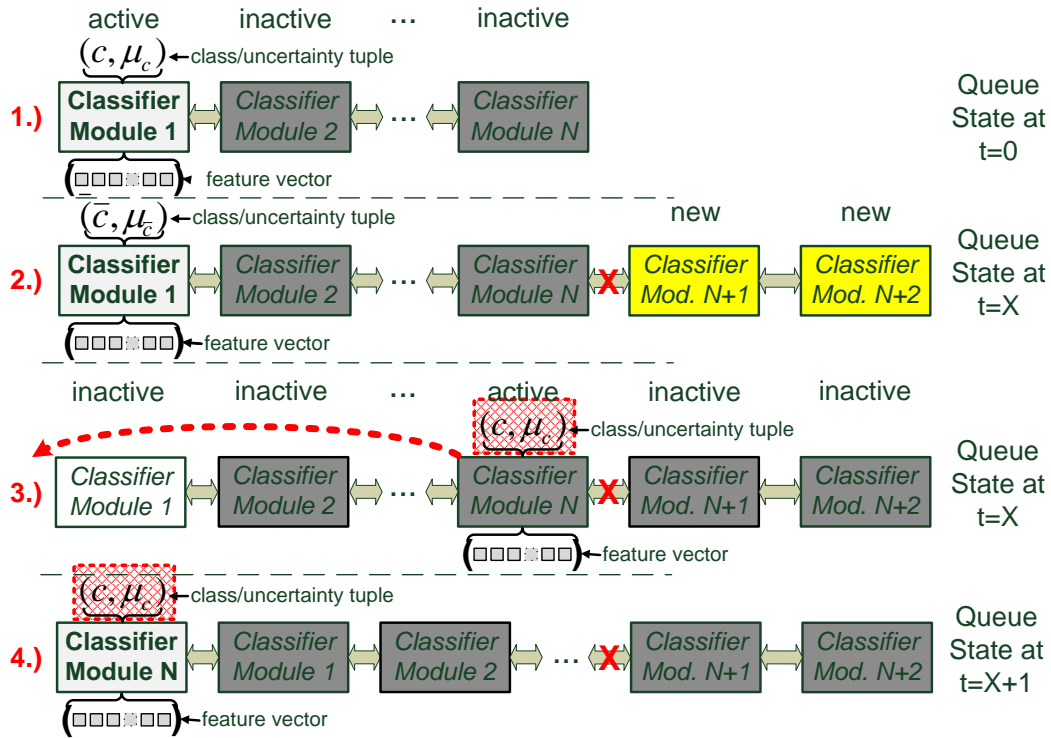 active inactive ... inactive
(c, μ_c) class/uncertainty tuple
1.) Classifier Module 1 Classifier Module 2 ... Classifier Module N Queue State at t=0
( ) feature vector
new new
(c̄, μ_c̄) class/uncertainty tuple
2.) Classifier Module 1 Classifier Module 2 ... Classifier Module N X Classifier Mod. N+1 Classifier Mod. N+2 Queue State at t=X
( ) feature vector
inactive inactive ... active inactive inactive
(c, μ_c) class/uncertainty tuple
3.) Classifier Module 1 Classifier Module 2 ... Classifier Module N X Classifier Mod. N+1 Classifier Mod. N+2 Queue State at t=X
( ) feature vector
(c, μ_c) class/uncertainty tuple
4.) Classifier Module N Classifier Module 1 Classifier Module 2 ... X Classifier Mod. N+1 Classifier Mod. N+2 Queue State at t=X+1
( ) feature vector